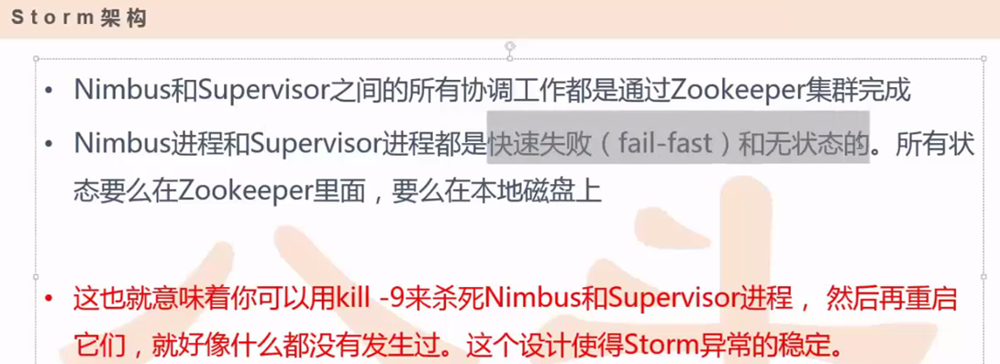 Storm架构
• Nimbus和Supervisor之间的所有协调工作都是通过Zookeeper集群完成
• Nimbus进程和Supervisor进程都是快速失败（fail-fast）和无状态的。所有状
态要么在Zookeeper里面，要么在本地磁盘上
• 这也就意味着你可以用kill -9来杀死Nimbus和Supervisor进程， 然后再重启
它们，就好像什么都没有发生过。这个设计使得Storm异常的稳定。